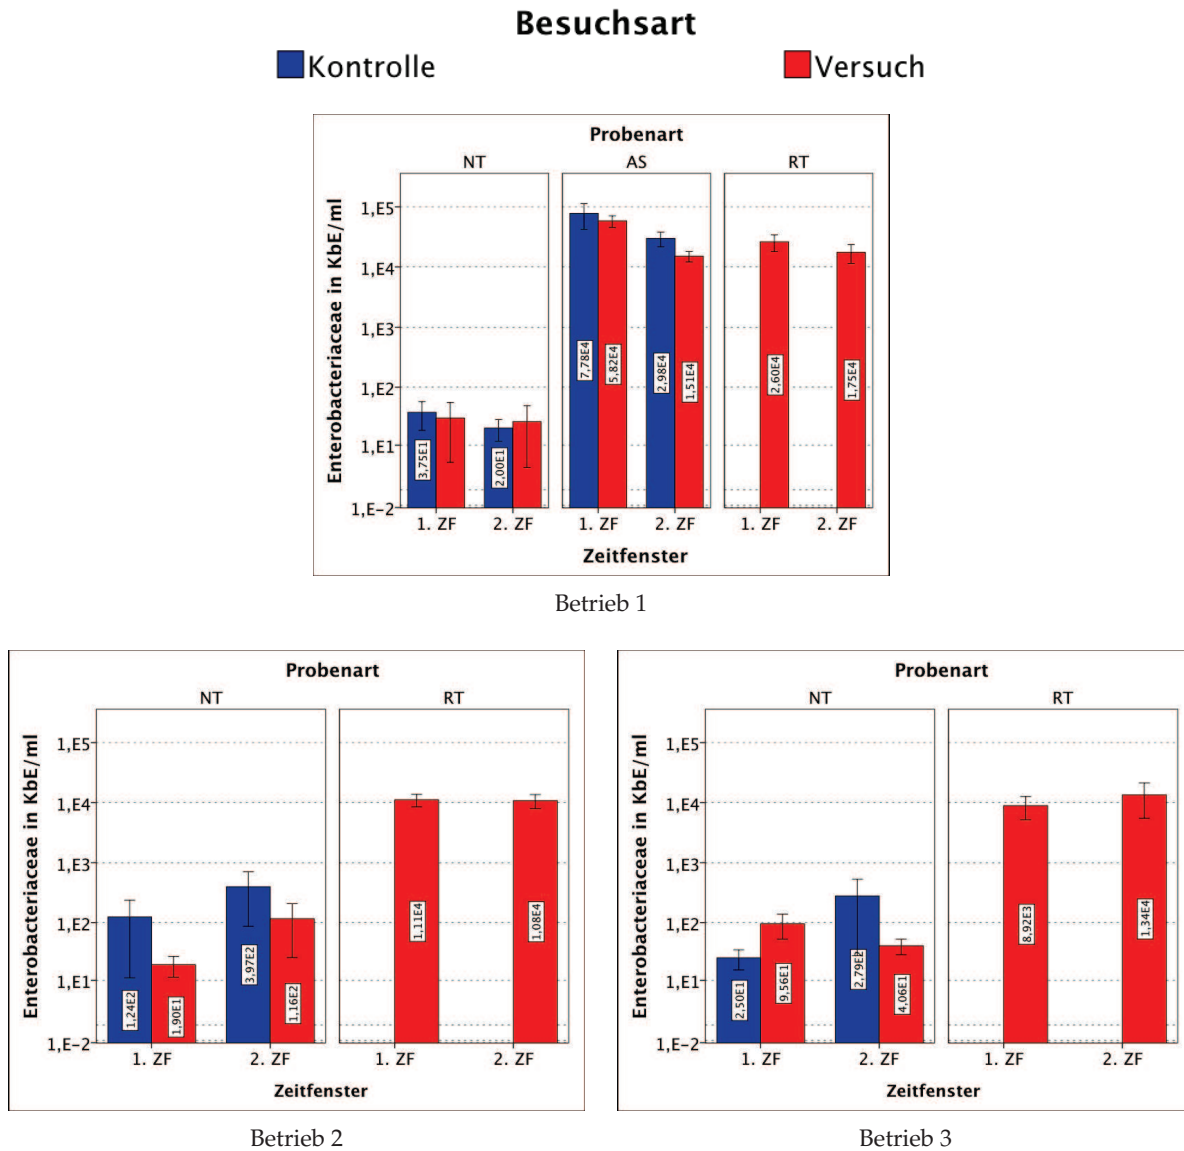 Besuchsart
Kontrolle Versuch
Probenart
NT AS RT
Enterobacteriaceae in KbE/ml
1,E5
1,E4
1,E3
1,E2
1,E1
1,E-2
3,75E1 2,00E1 7,78E4 5,82E4 2,98E4 1,51E4 2,60E4 1,75E4
1. ZF 2. ZF 1. ZF 2. ZF 1. ZF 2. ZF
Zeitfenster
Betrieb 1
Probenart
NT RT
Enterobacteriaceae in KbE/ml
1,E5
1,E4
1,E3
1,E2
1,E1
1,E-2
1,24E2 1,90E1 3,97E2 1,16E2 1,11E4 1,08E4
1. ZF 2. ZF 1. ZF 2. ZF
Zeitfenster
Betrieb 2
Probenart
NT RT
Enterobacteriaceae in KbE/ml
1,E5
1,E4
1,E3
1,E2
1,E1
1,E-2
2,50E1 9,56E1 2,79E2 4,06E1 8,92E3 1,34E4
1. ZF 2. ZF 1. ZF 2. ZF
Zeitfenster
Betrieb 3